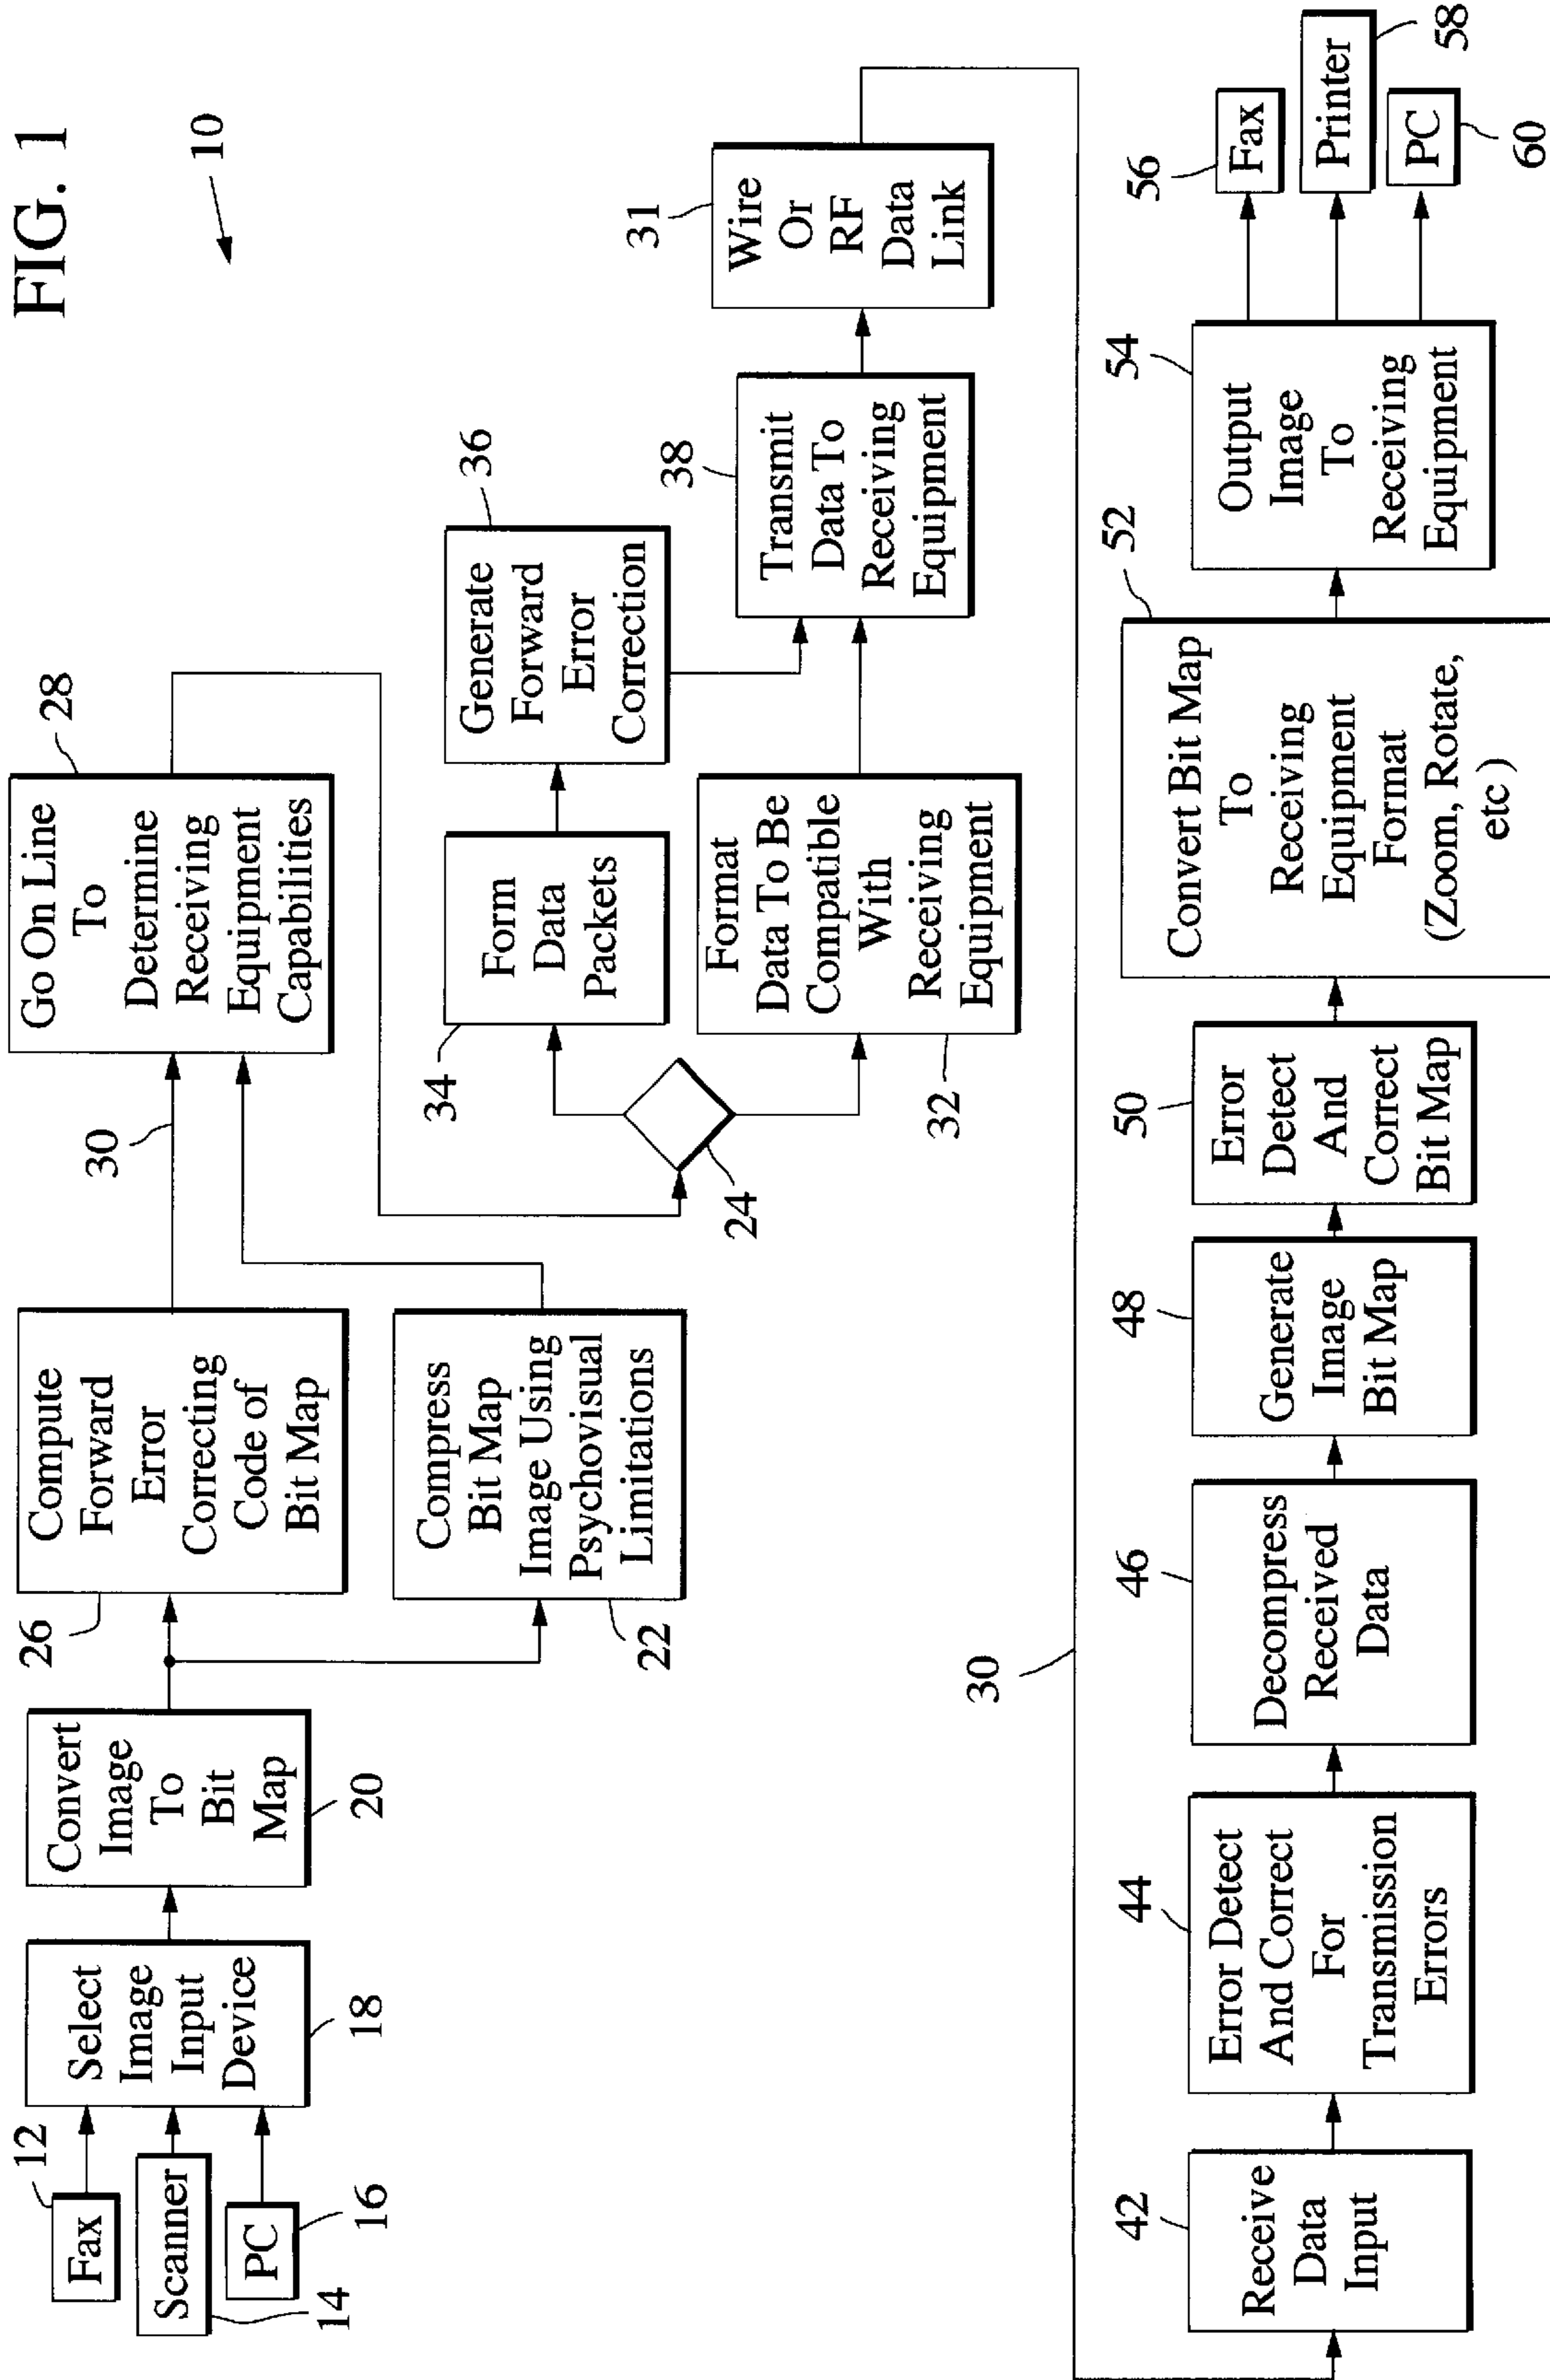 FIG. 1
10
12
Fax
Scanner
14
PC
16
Select
Image
Input
Device
18
Convert
Image
To
Bit
Map
20
26
Compute
Forward
Error
Correcting
Code of
Bit Map
Compress
Bit Map
Image Using
Psychovisual
Limitations
22
30
Go On Line
To
Determine
Receiving
Equipment
Capabilities
28
24
34
Form
Data
Packets
36
Generate
Forward
Error
Correction
Format
Data To Be
Compatible
With
Receiving
Equipment
32
38
Transmit
Data To
Receiving
Equipment
31
Wire
Or
RF
Data
Link
30
42
Receive
Data
Input
44
Error Detect
And Correct
For
Transmission
Errors
46
Decompress
Received
Data
48
Generate
Image
Bit Map
50
Error
Detect
And
Correct
Bit Map
52
Convert Bit Map
To
Receiving
Equipment
Format
(Zoom, Rotate,
etc )
54
Output
Image
To
Receiving
Equipment
56
Fax
Printer
58
PC
60